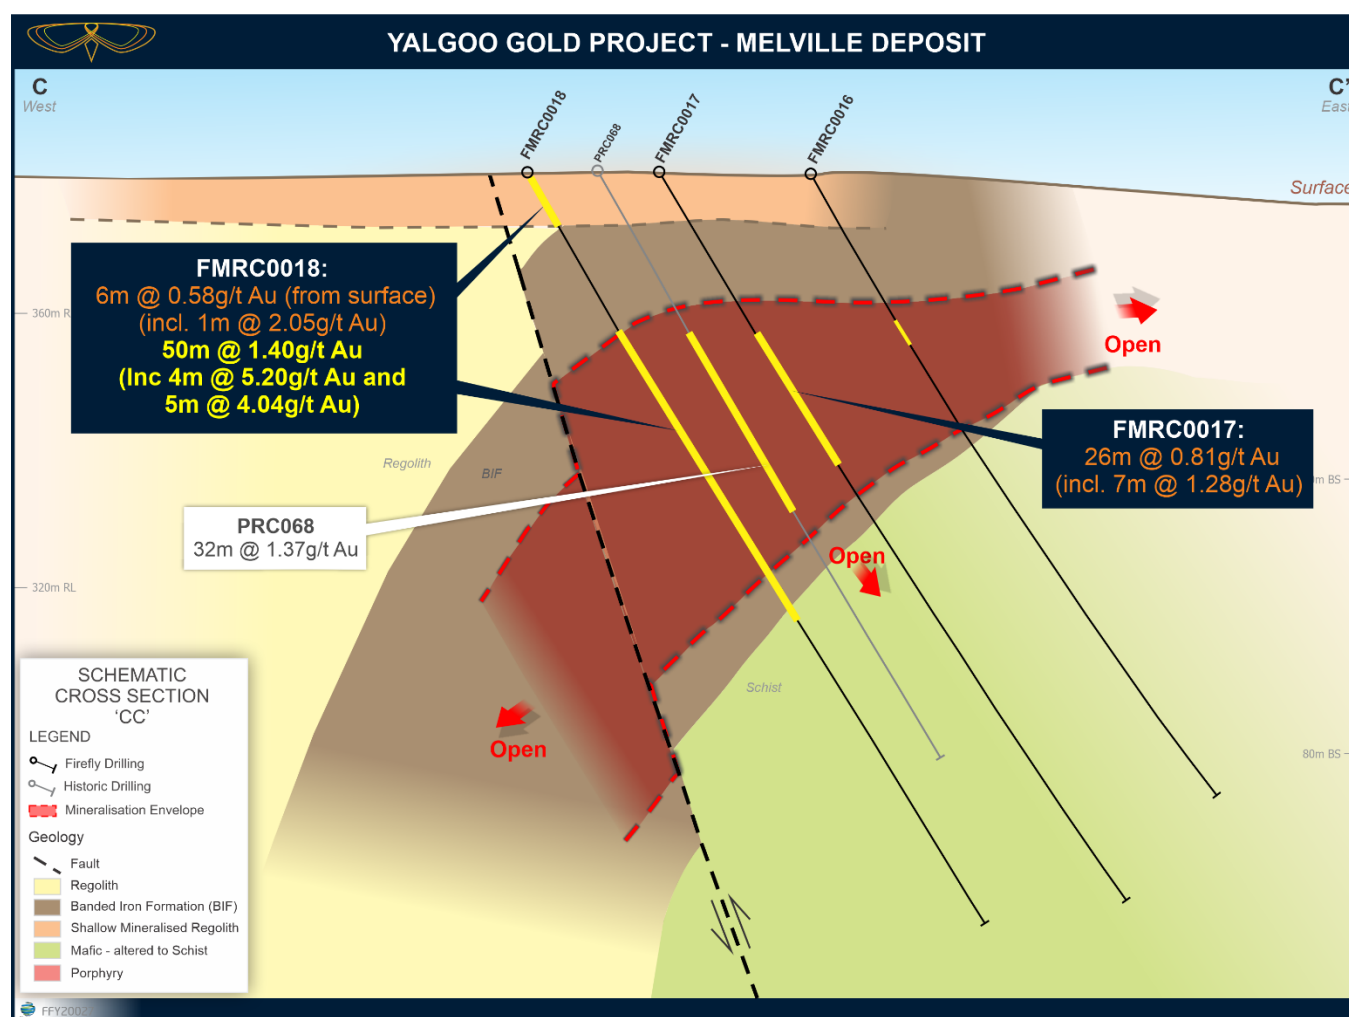 YALGOO GOLD PROJECT - MELVILLE DEPOSIT
C
West
C'
East
FMRC0018
PRC068
FMRC0017
FMRC0016
Surface
FMRC0018:
6m @ 0.58g/t Au (from surface)
(incl. 1m @ 2.05g/t Au)
50m @ 1.40g/t Au
(Inc 4m @ 5.20g/t Au and
5m @ 4.04g/t Au)
360m R
Open
FMRC0017:
26m @ 0.81g/t Au
(incl. 7m @ 1.28g/t Au)
Regolith
BIF
m BS
PRC068
32m @ 1.37g/t Au
Open
320m RL
Schist
Open
80m BS
SCHEMATIC
CROSS SECTION
‘CC’
LEGEND
Firefly Drilling
Historic Drilling
Mineralisation Envelope
Geology
Fault
Regolith
Banded Iron Formation (BIF)
Shallow Mineralised Regolith
Mafic - altered to Schist
Porphyry
FFY2002